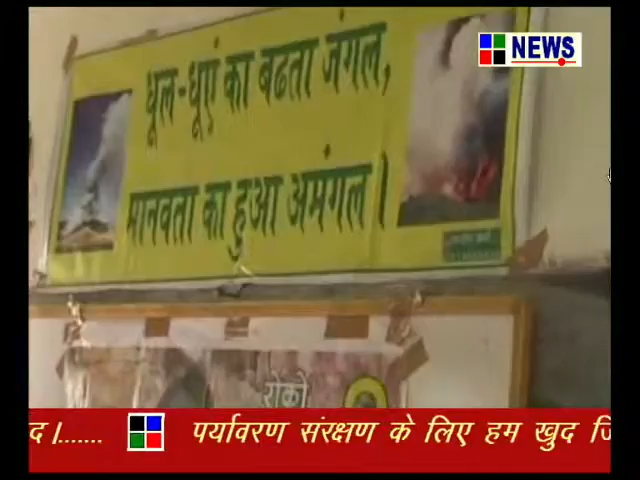 NEWS
धूल-धूएं का बढता जंगल,
मानवता का हुआ अमंगल।
रोको
द।....... पर्यावरण संरक्षण के लिए हम खुद जि